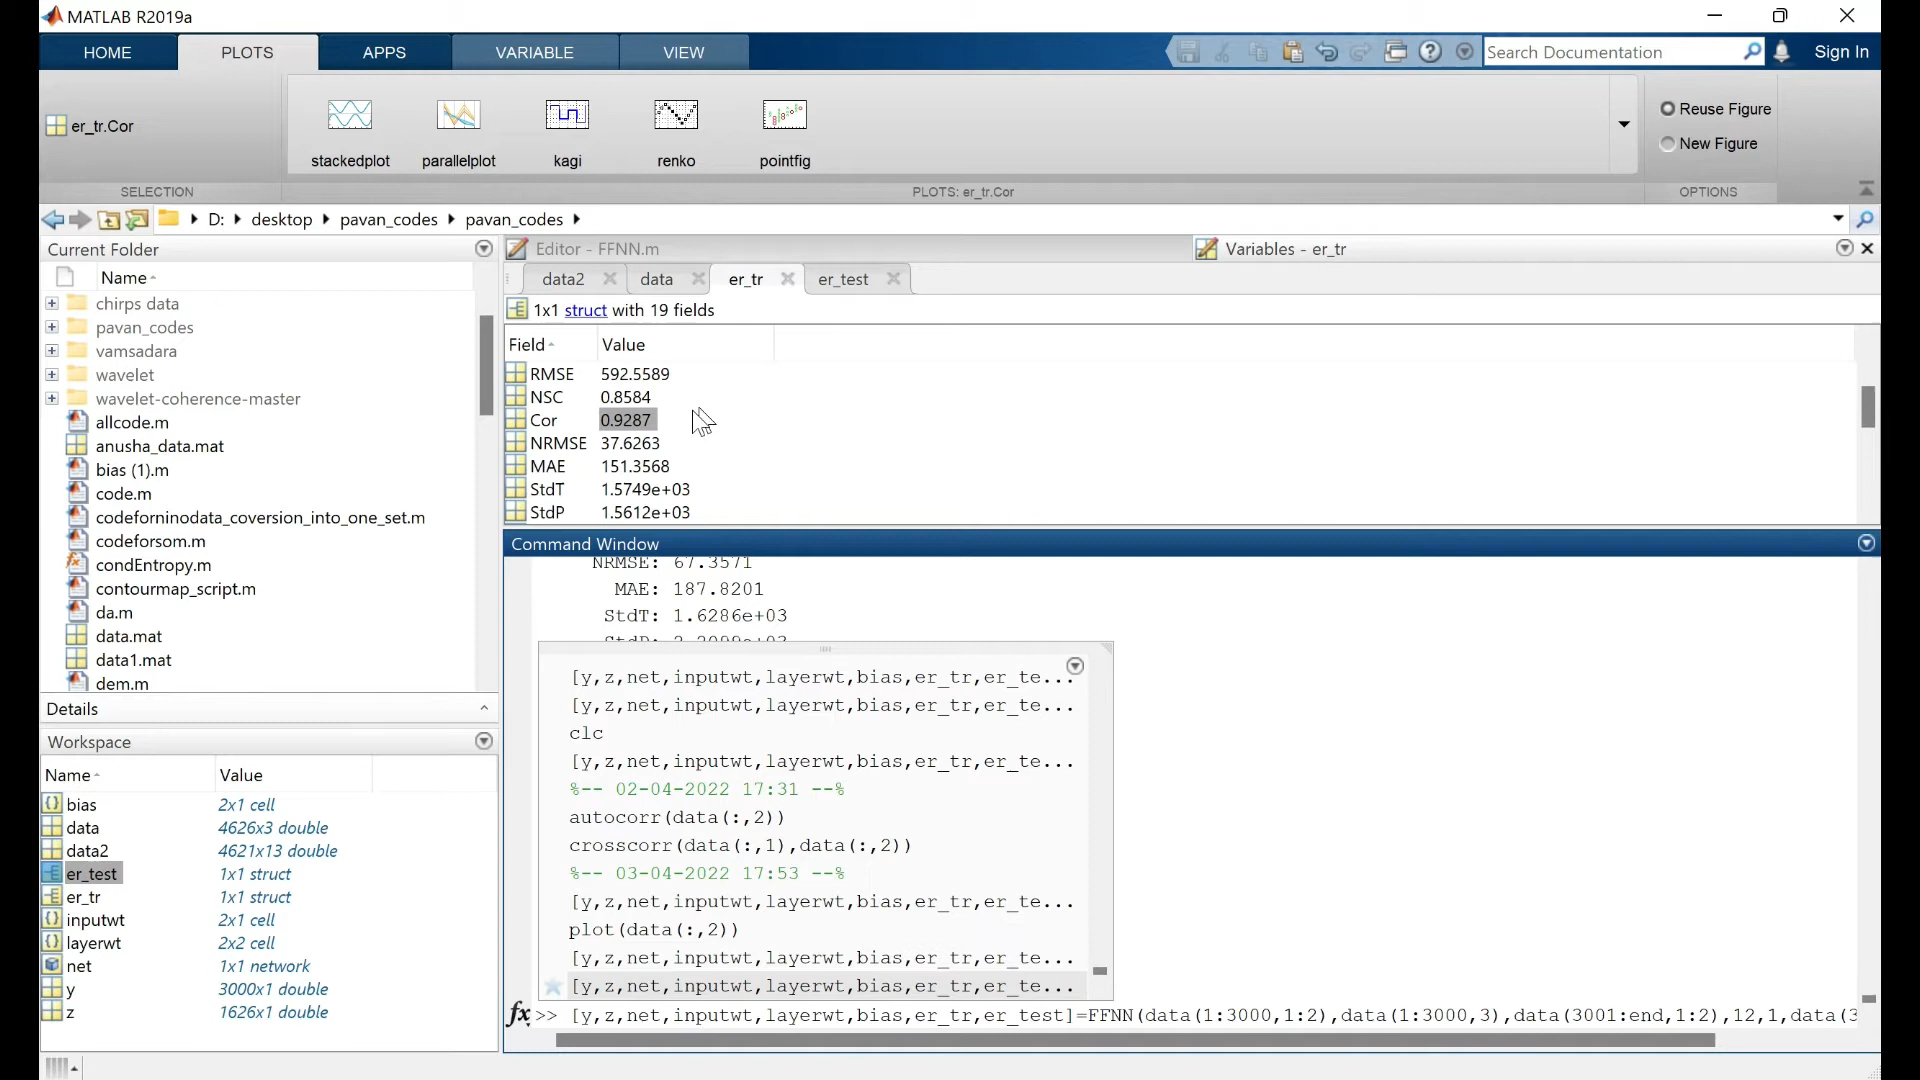 MATLAB R2019a
HOME
PLOTS
APPS
VARIABLE
VIEW
Search Documentation
Sign In
er_tr.Cor
stackedplot
parallelplot
kagi
renko
pointfig
Reuse Figure
New Figure
SELECTION
PLOTS: er_tr.Cor
OPTIONS
D:
desktop
pavan_codes
pavan_codes
Current Folder
Name
chirps data
pavan_codes
vamsadara
wavelet
wavelet-coherence-master
allcode.m
anusha_data.mat
bias (1).m
code.m
codeforninodata_coversion_into_one_set.m
codeforsom.m
condEntropy.m
contourmap_script.m
da.m
data.mat
data1.mat
dem.m
Details
Workspace
Name Value
bias 2x1 cell
data 4626x3 double
data2 4621x13 double
er_test 1x1 struct
er_tr 1x1 struct
inputwt 2x1 cell
layerwt 2x2 cell
net 1x1 network
y 3000x1 double
z 1626x1 double
Editor - FFNN.m
Variables - er_tr
data2
data
er_tr
er_test
1x1 struct with 19 fields
Field Value
RMSE 592.5589
NSC 0.8584
Cor 0.9287
NRMSE 37.6263
MAE 151.3568
StdT 1.5749e+03
StdP 1.5612e+03
Command Window
NRMSE: 67.3571
MAE: 187.8201
StdT: 1.6286e+03
[y,z,net,inputwt,layerwt,bias,er_tr,er_te...
[y,z,net,inputwt,layerwt,bias,er_tr,er_te...
clc
[y,z,net,inputwt,layerwt,bias,er_tr,er_te...
%-- 02-04-2022 17:31 --%
autocorr(data(:,2))
crosscorr(data(:,1),data(:,2))
%-- 03-04-2022 17:53 --%
[y,z,net,inputwt,layerwt,bias,er_tr,er_te...
plot(data(:,2))
[y,z,net,inputwt,layerwt,bias,er_tr,er_te...
[y,z,net,inputwt,layerwt,bias,er_tr,er_te...
fx >> [y,z,net,inputwt,layerwt,bias,er_tr,er_test]=FFNN(data(1:3000,1:2),data(1:3000,3),data(3001:end,1:2),12,1,data(3